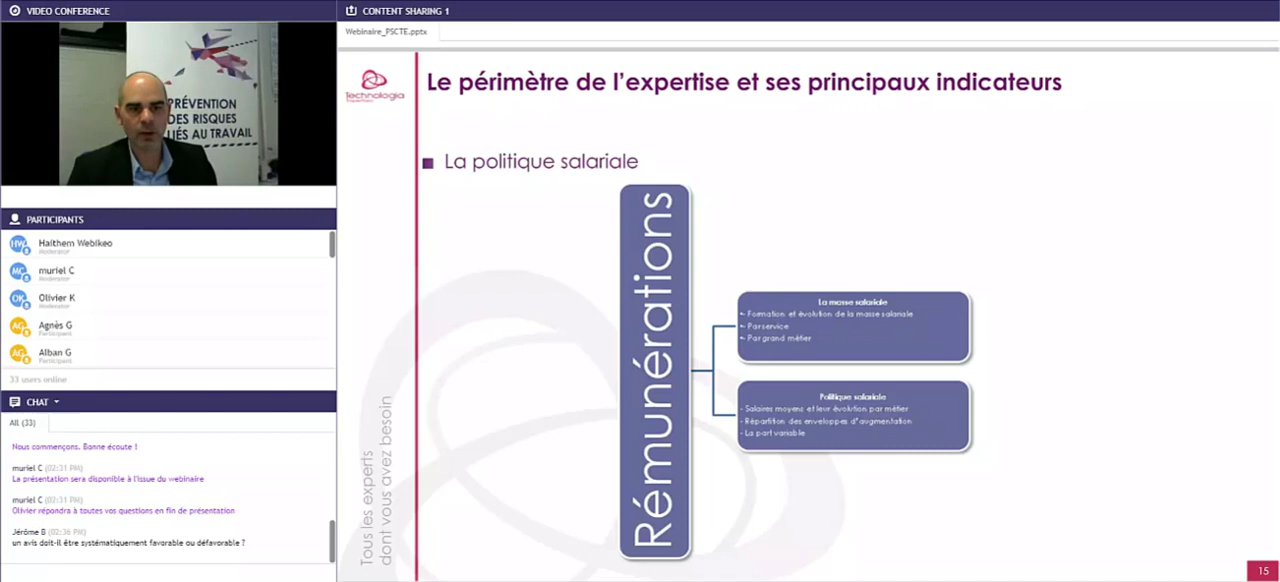 VIDEO CONFERENCE
PRÉVENTION
DES RISQUES
LIÉS AU TRAVAIL
PARTICIPANTS
HW
Haithem Webikeo
Moderator
MC
muriel C
Moderator
OK
Olivier K
Moderator
AG
Agnès G
Participant
AG
Alban G
Participant
33 users online
CHAT
All (33)
Nous commençons. Bonne écoute !
muriel C (02:31 PM)
La présentation sera disponible à l'issue du webinaire
muriel C (02:31 PM)
Olivier répondra à toutes vos questions en fin de présentation
Jérôme B (02:36 PM)
un avis doit-il être systématiquement favorable ou défavorable ?
CONTENT SHARING 1
Webinaire_PSCTE.pptx
Technologia
Le périmètre de l'expertise et ses principaux indicateurs
La politique salariale
Rémunérations
La masse salariale
- Formation et évolution de la masse salariale
- Par service
- Par grand métier
Politique salariale
- Salaires moyens et leur évolution par métier
- Répartition des enveloppes d'augmentation
- La part variable
Tous les experts
dont vous avez besoin
15